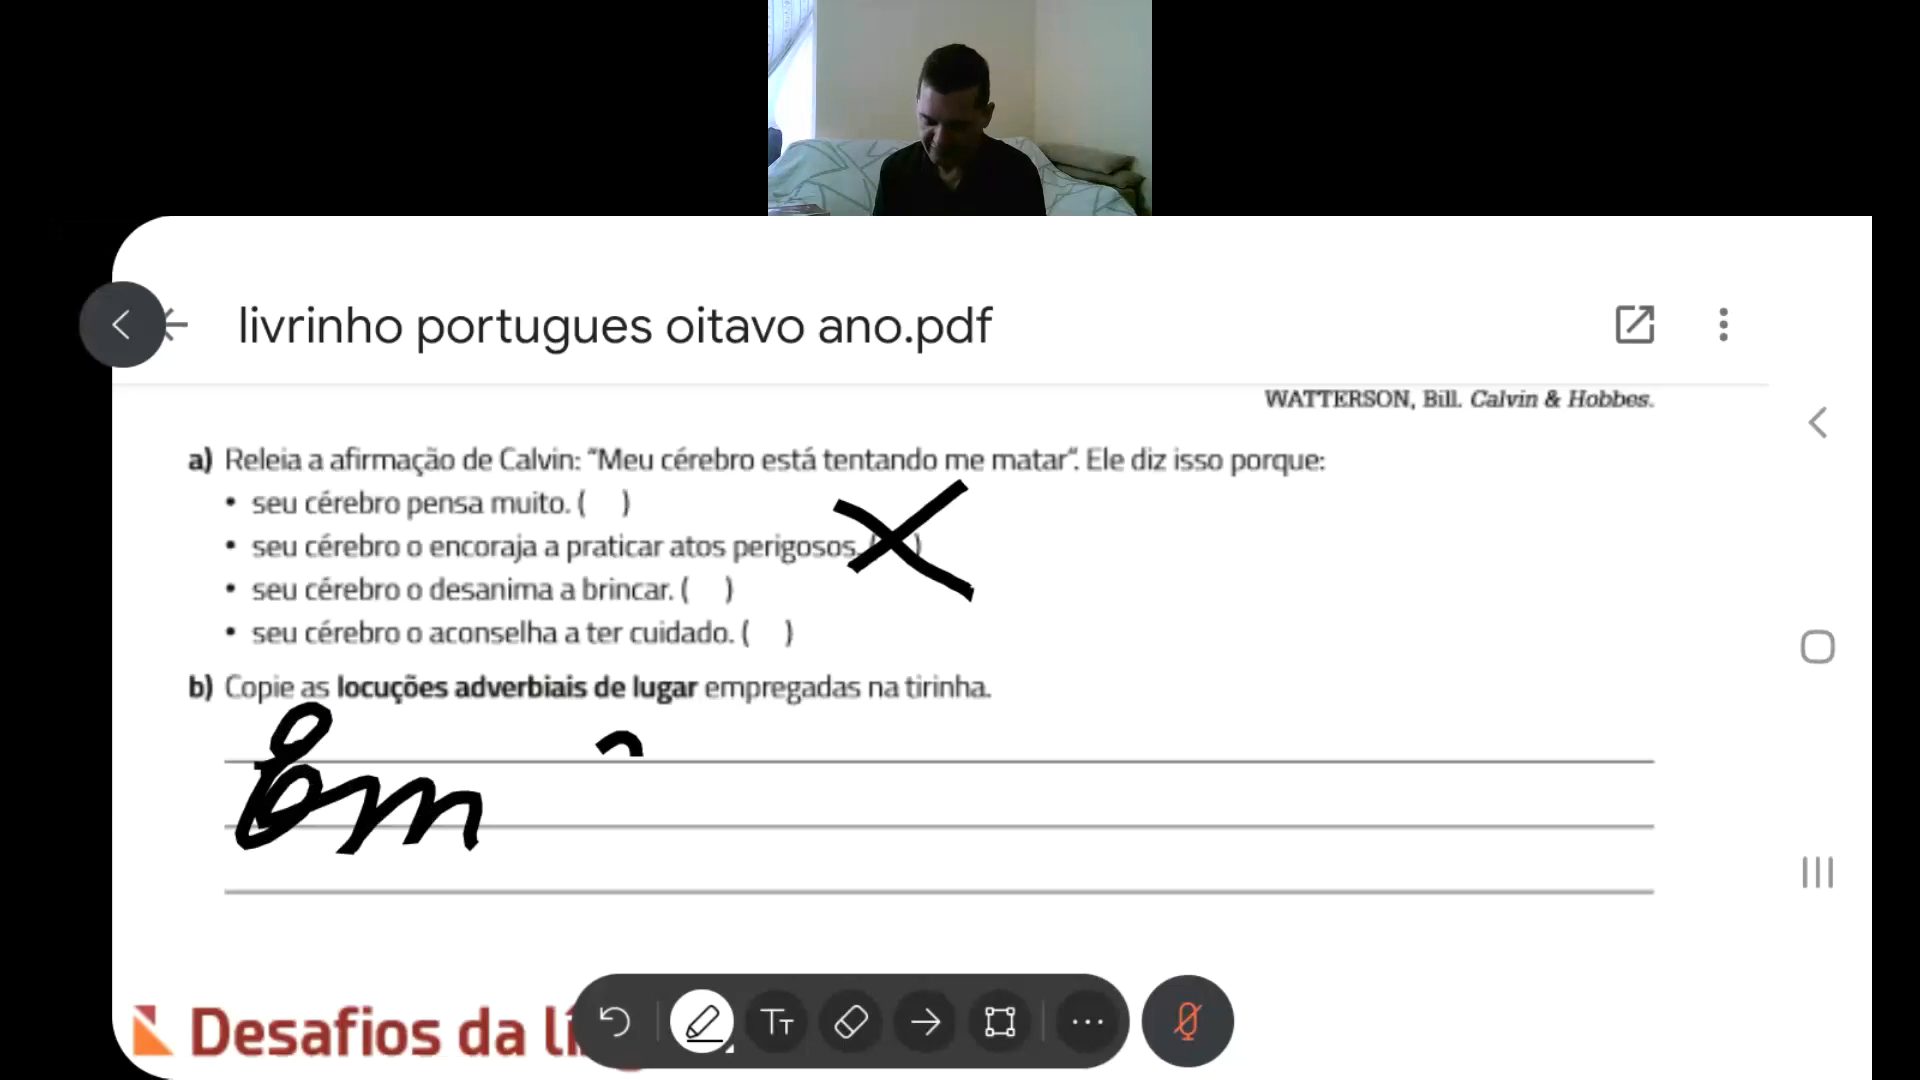 livrinho portugues oitavo ano.pdf
WATTERSON, Bill. Calvin & Hobbes.
a) Releia a afirmação de Calvin: “Meu cérebro está tentando me matar”. Ele diz isso porque:
• seu cérebro pensa muito. ( )
• seu cérebro o encoraja a praticar atos perigosos. (X)
• seu cérebro o desanima a brincar. ( )
• seu cérebro o aconselha a ter cuidado. ( )
b) Copie as locuções adverbiais de lugar empregadas na tirinha.
Em
Desafios da lí
TT